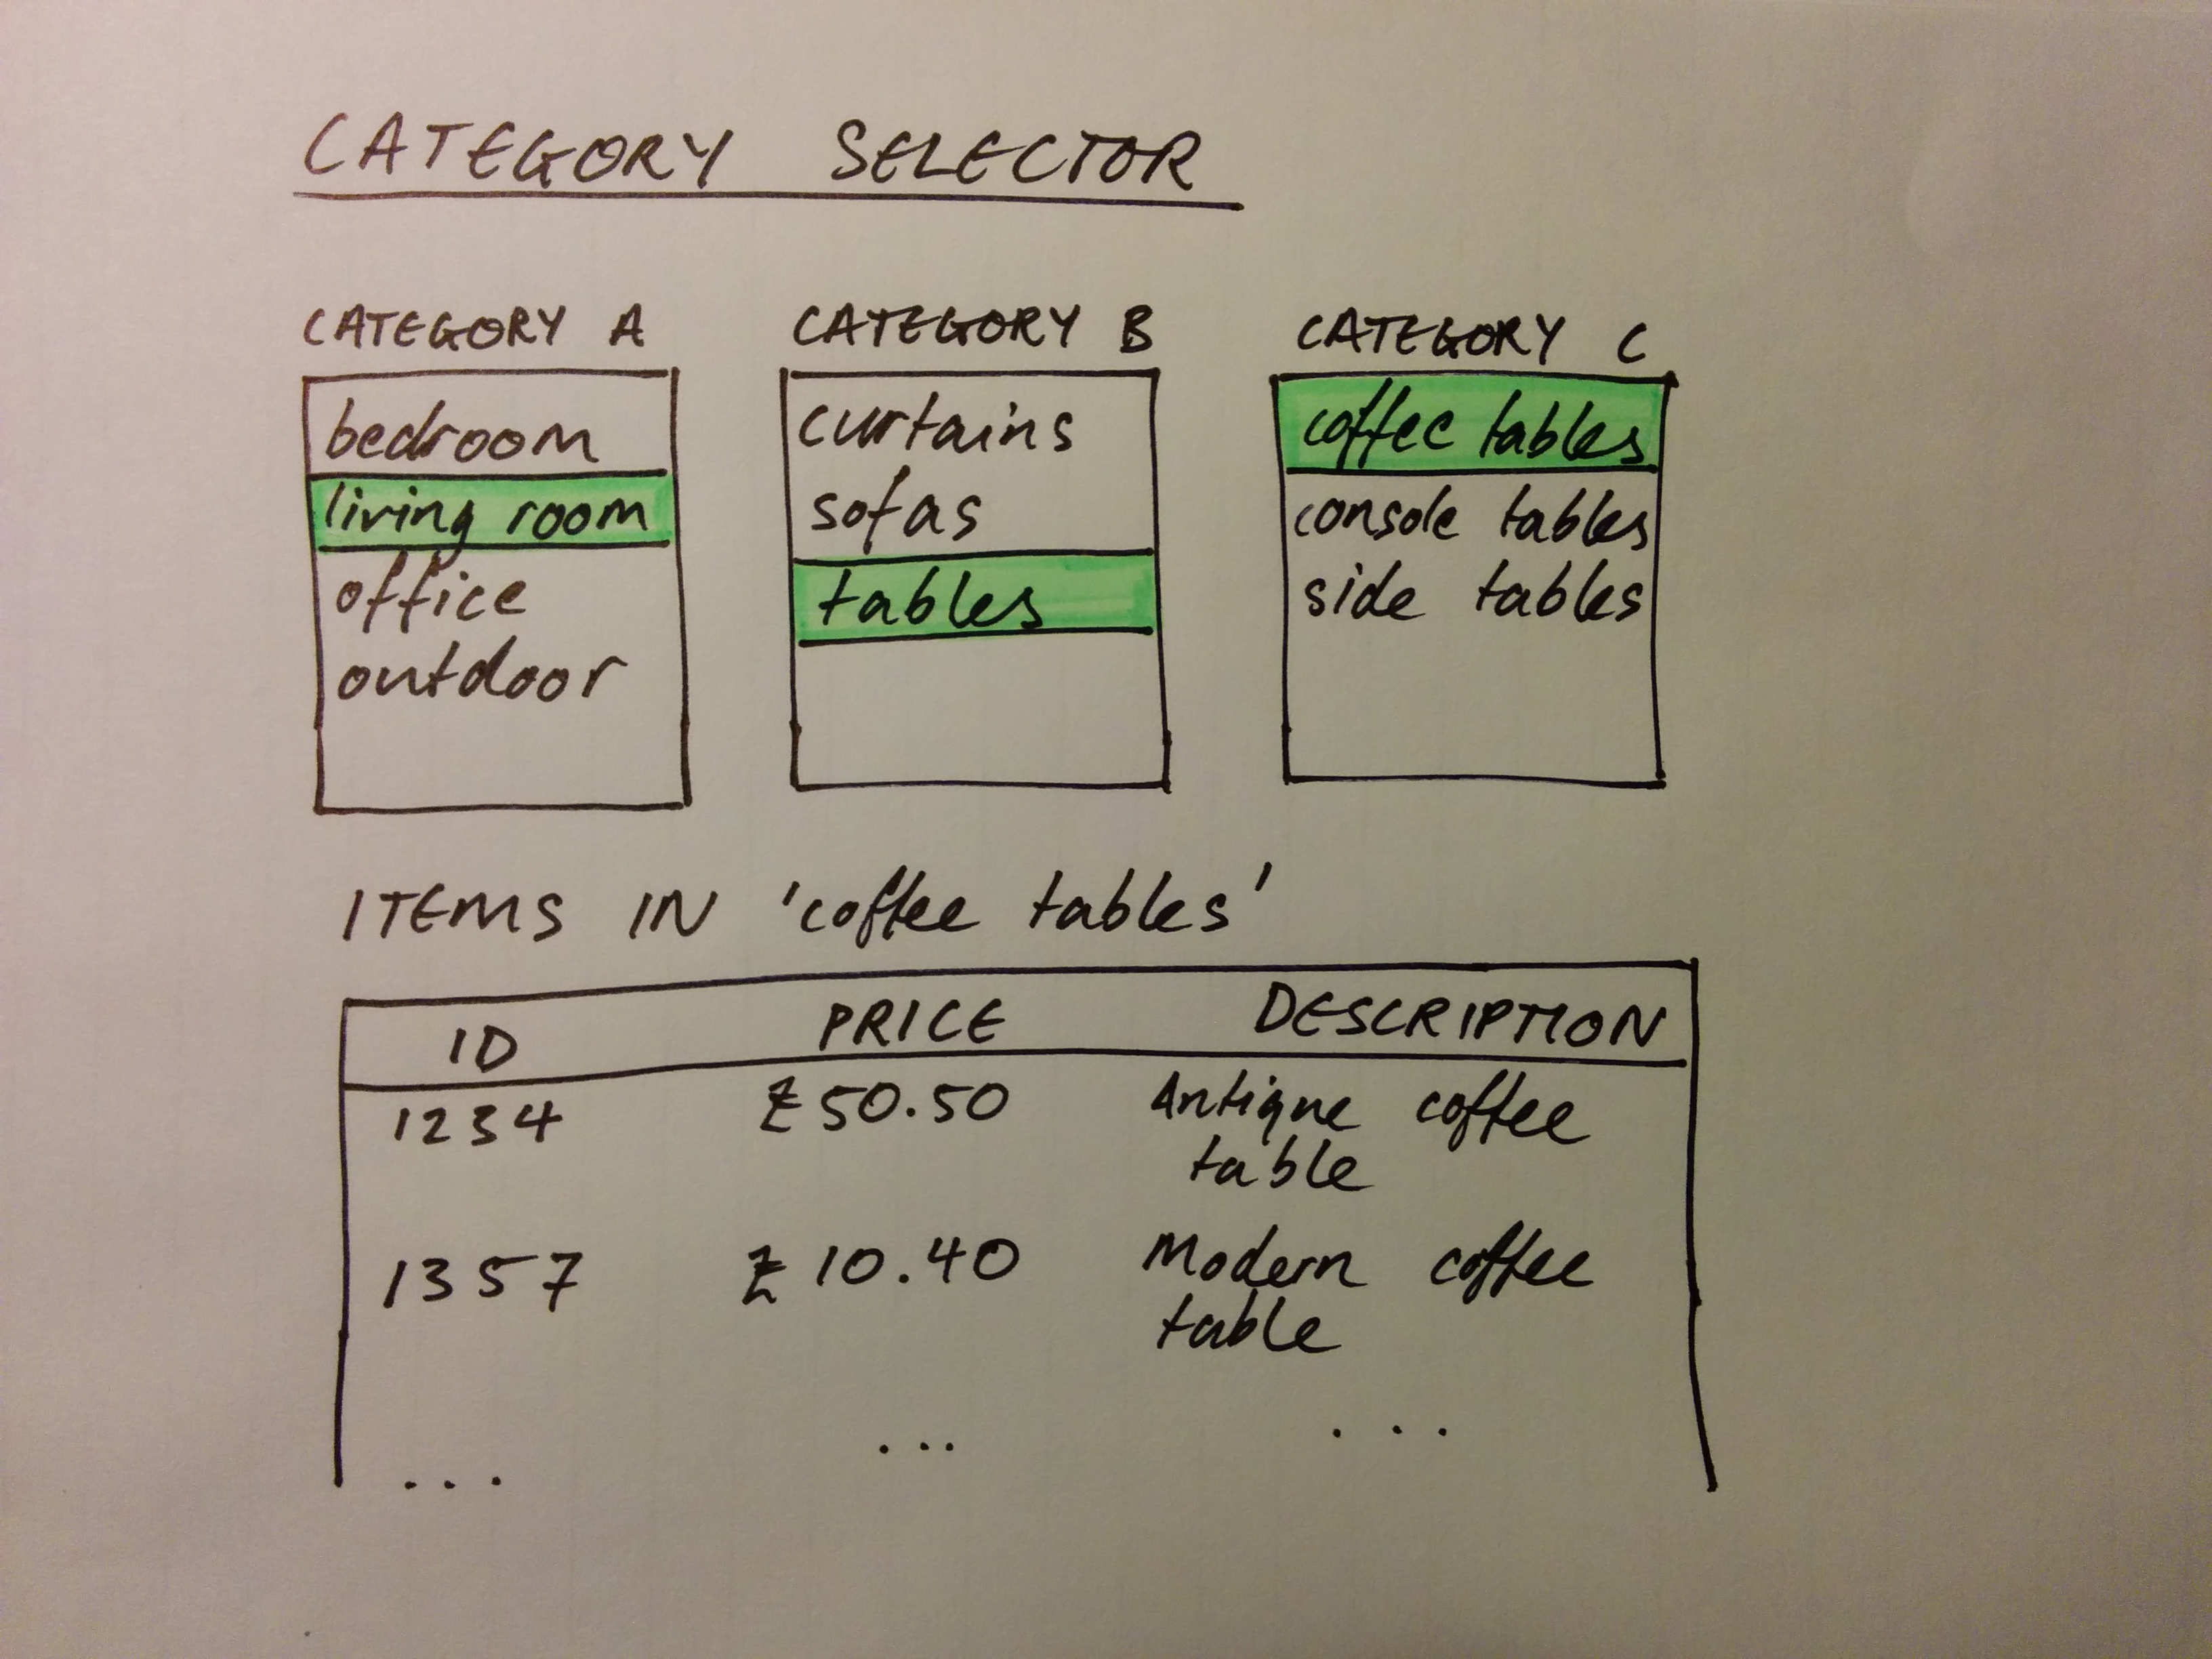 CATEGORY SELECTOR
CATEGORY A CATEGORY B CATEGORY C
bedroom curtains coffee tables
living room sofas console tables
office tables side tables
outdoor
ITEMS IN 'coffee tables'
ID PRICE DESCRIPTION
1234 £50.50 Antique coffee
table
1357 £10.40 Modern coffee
table
... ... ...